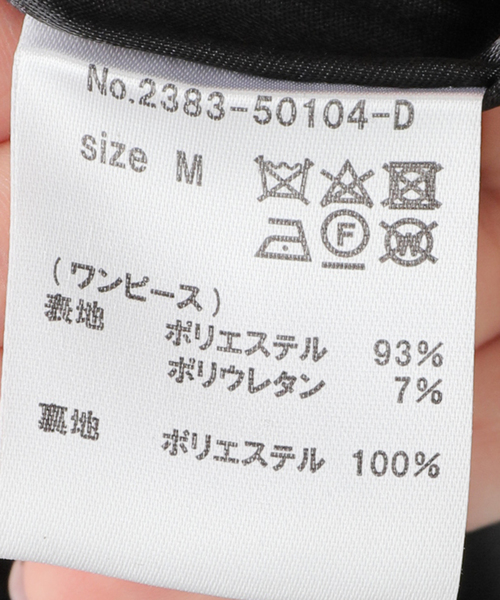 No.2383-50104-D
size M
F
W
(ワンピース)
表地 ポリエステル 93%
ポリウレタン 7%
裏地 ポリエステル 100%